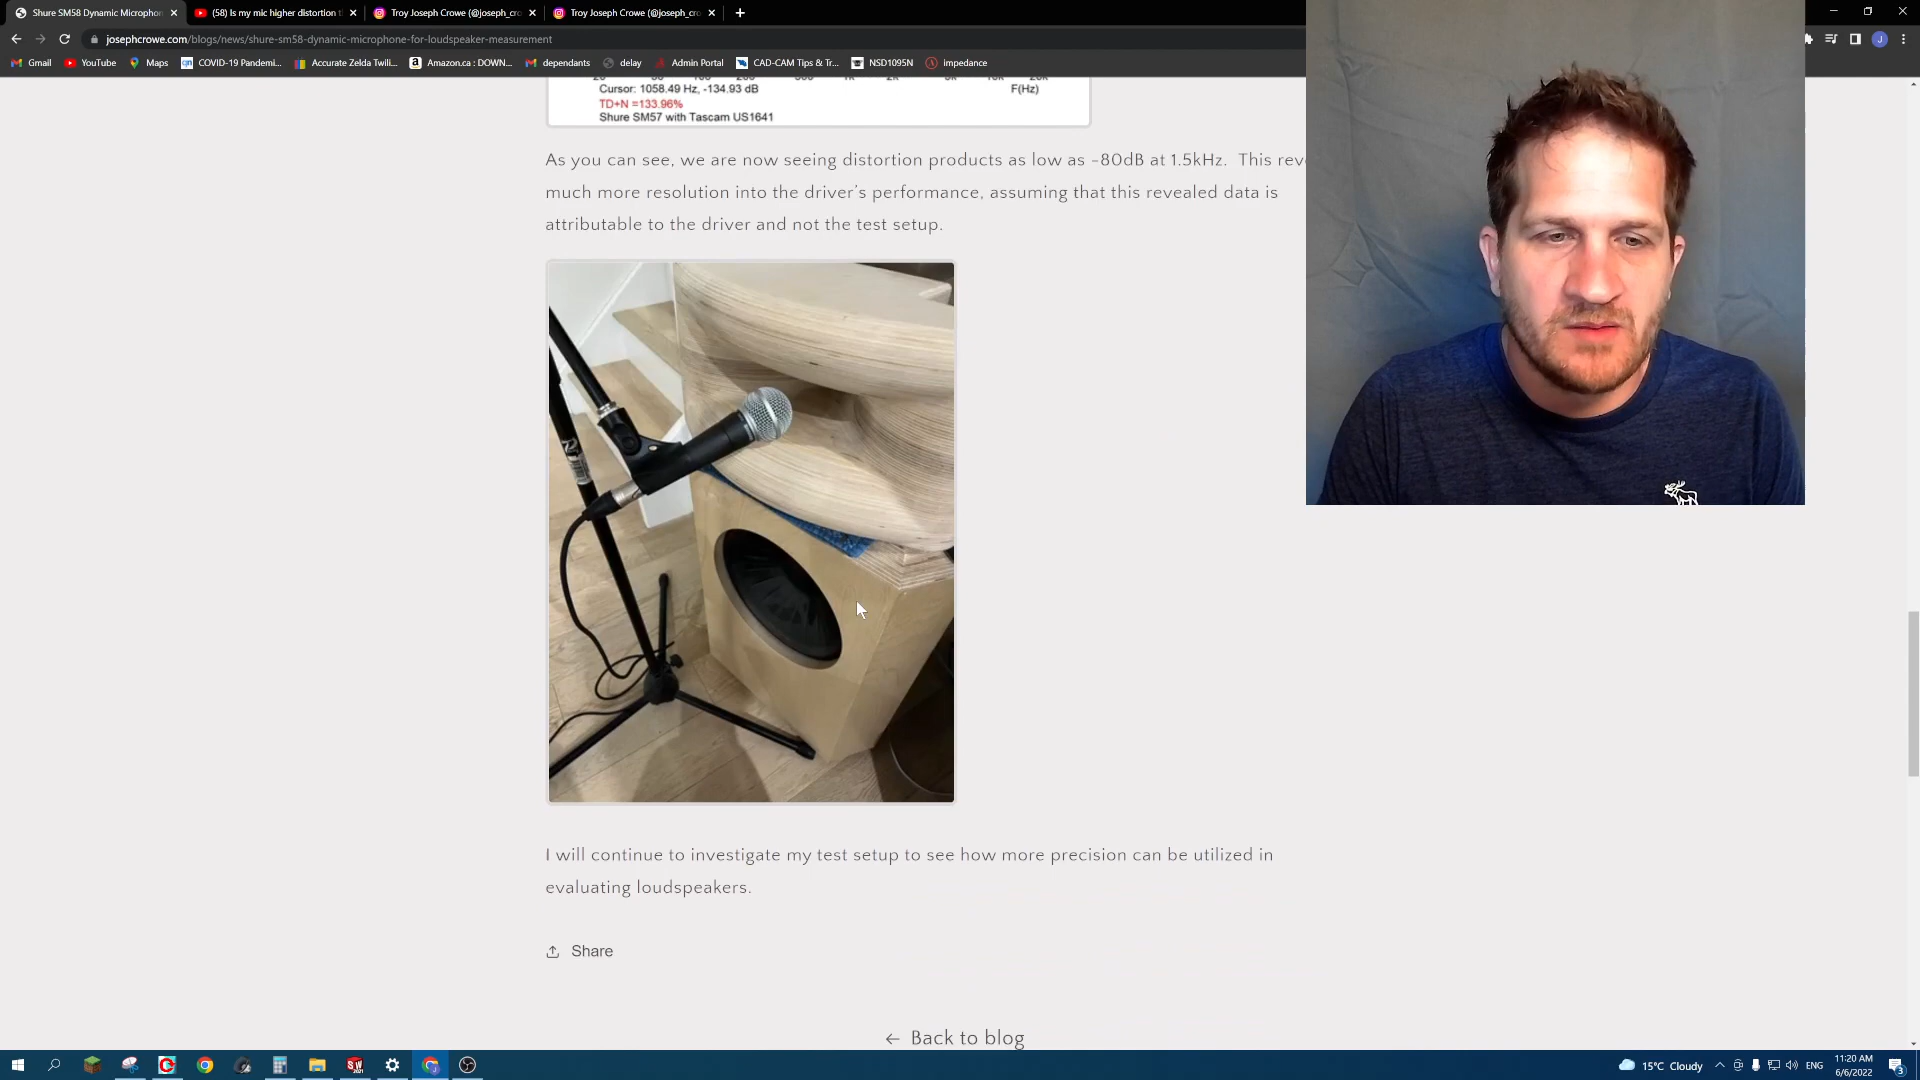 Shure SM58 Dynamic Microphon
(58) Is my mic higher distortion t
Troy Joseph Crowe (@joseph_cro
Troy Joseph Crowe (@joseph_cro
josephcrowe.com/blogs/news/shure-sm58-dynamic-microphone-for-loudspeaker-measurement
J
Gmail
YouTube
Maps
COVID-19 Pandemi...
Accurate Zelda Twili...
Amazon.ca : DOWN...
dependants
delay
Admin Portal
CAD-CAM Tips & Tr...
NSD1095N
impedance
Cursor: 1058.49 Hz, -134.93 dB
F(Hz)
TD+N =133.96%
Shure SM57 with Tascam US1641
As you can see, we are now seeing distortion products as low as -80dB at 1.5kHz. This reve
much more resolution into the driver's performance, assuming that this revealed data is
attributable to the driver and not the test setup.
I will continue to investigate my test setup to see how more precision can be utilized in
evaluating loudspeakers.
Share
← Back to blog
15°C Cloudy
ENG
11:20 AM
6/6/2022
3